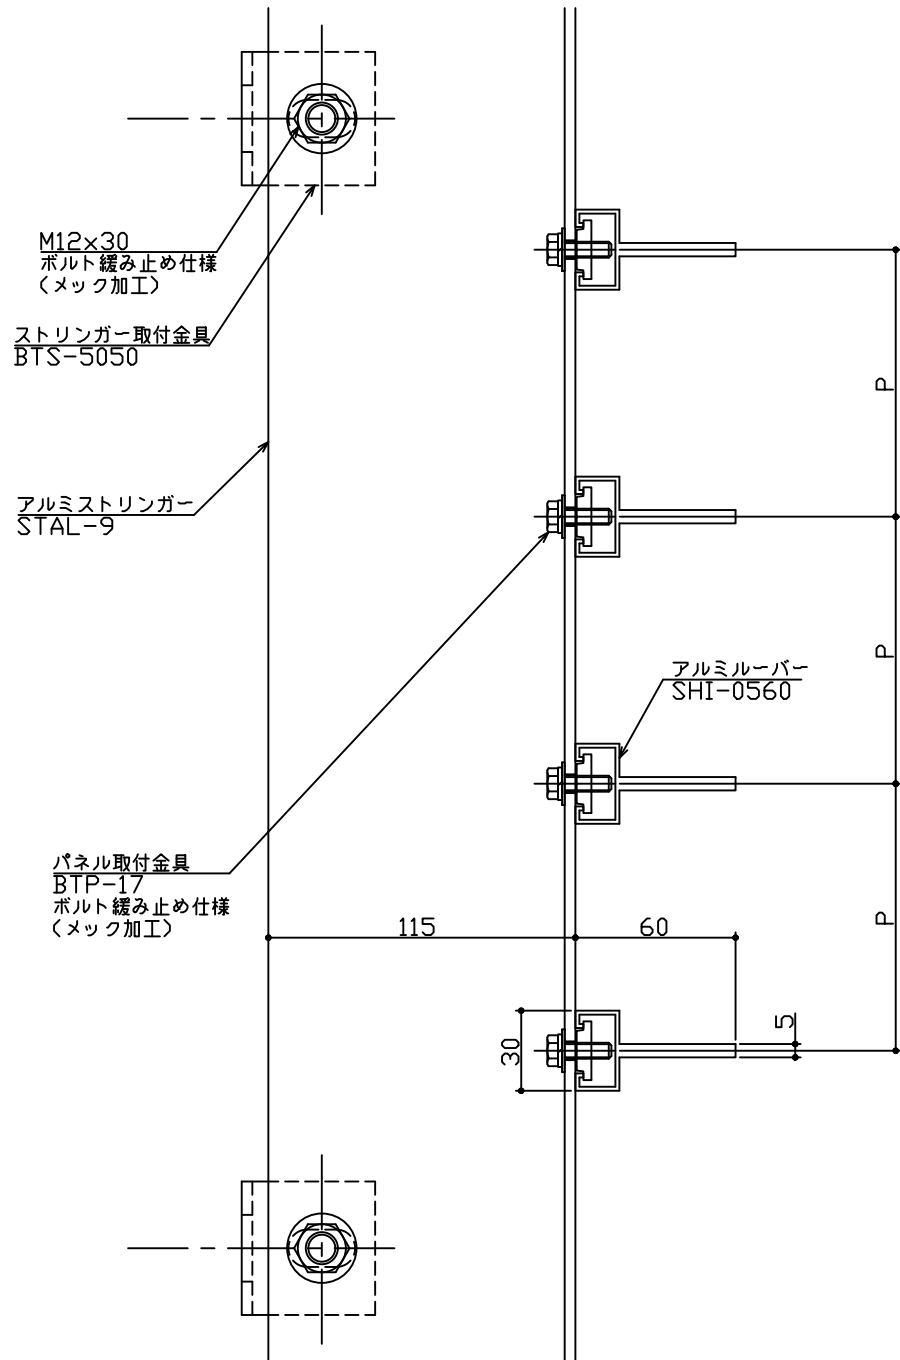 M12×30
ボルト緩み止め仕様
(メック加工)
ストリンガー取付金具
BTS-5050
P
アルミストリンガー
STAL-9
P
アルミルーバー
SHI-0560
パネル取付金具
BTP-17
ボルト緩み止め仕様
(メック加工)
P
115
60
5
30